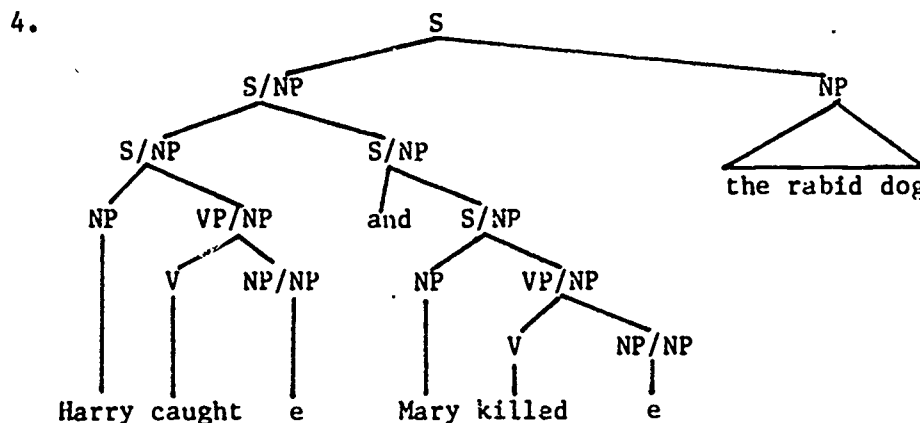 4.
S
S/NP NP
S/NP S/NP
the rabid dog
NP VP/NP and S/NP
V NP/NP NP VP/NP
V NP/NP
Harry caught e Mary killed e